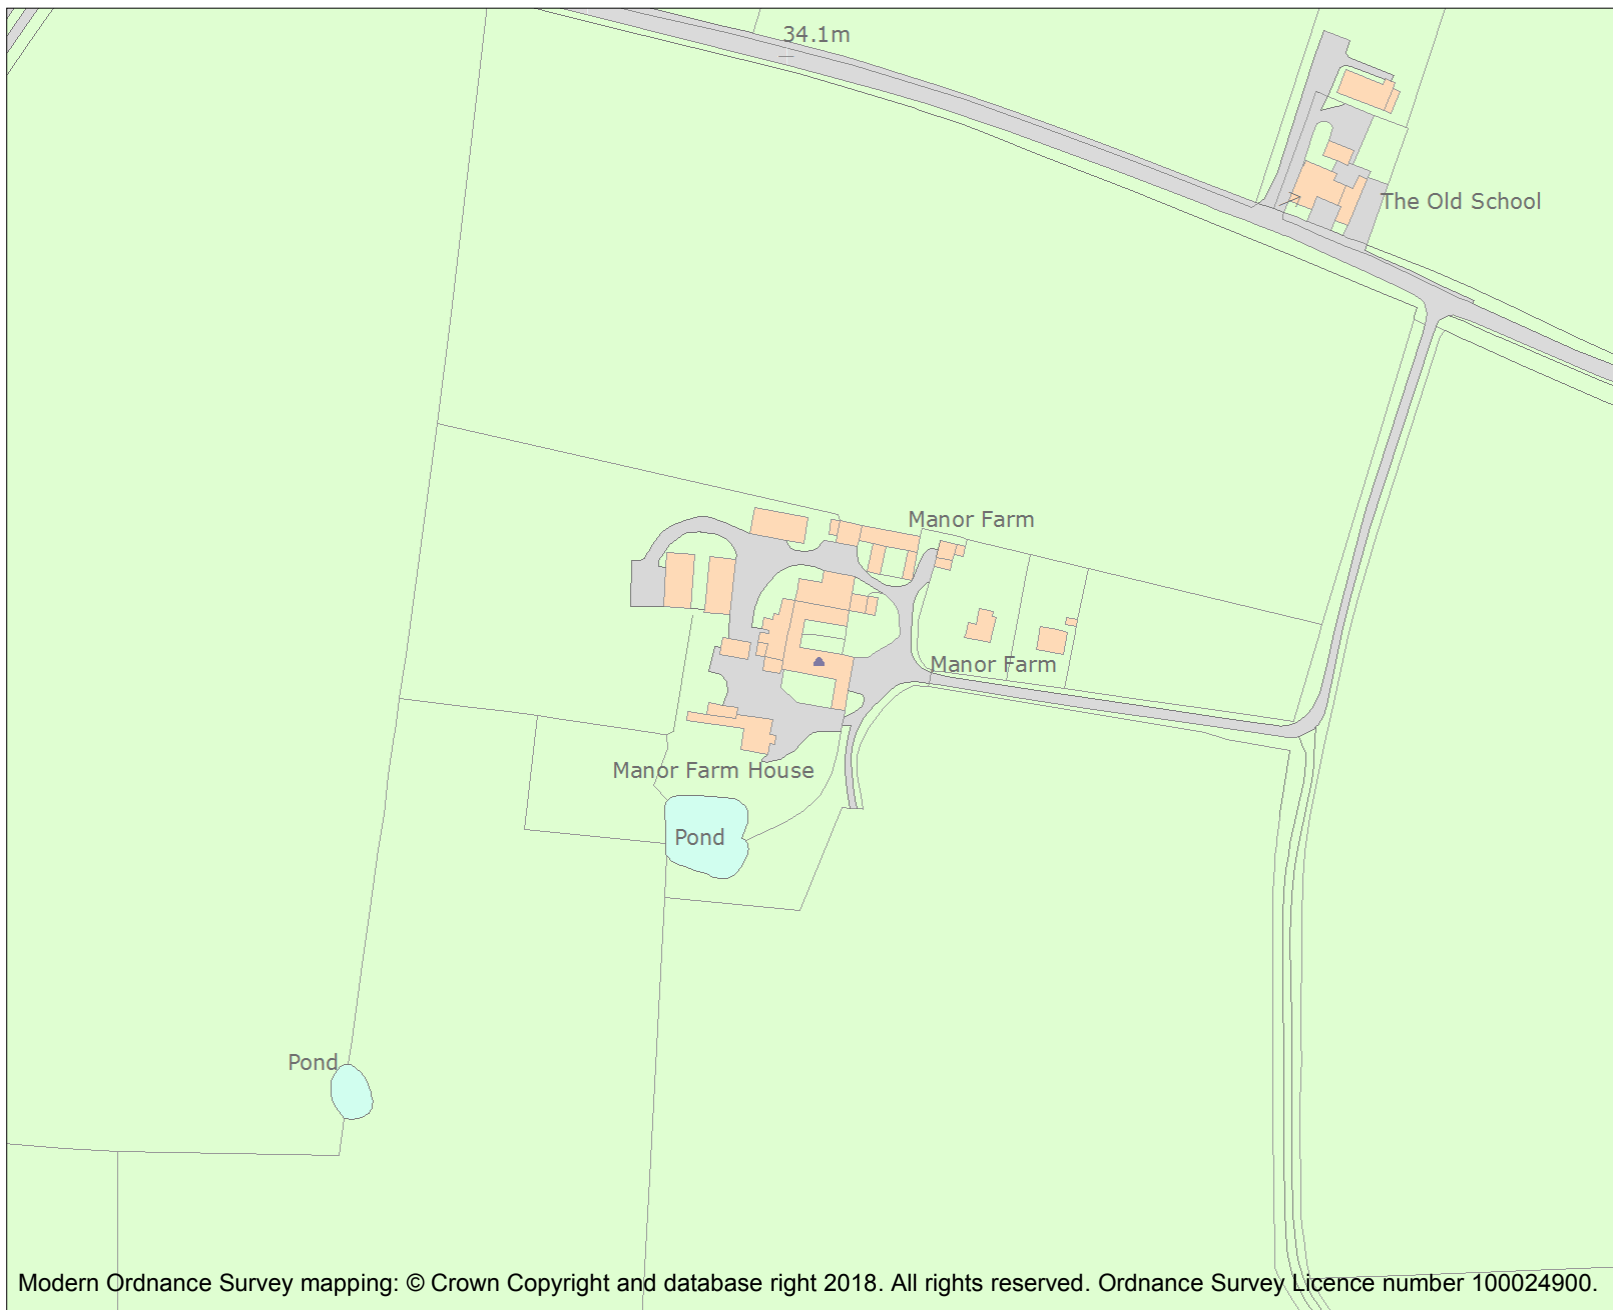 34.1m
The Old School
Manor Farm
Manor Farm
Manor Farm House
Pond
Pond
Modern Ordnance Survey mapping: © Crown Copyright and database right 2018. All rights reserved. Ordnance Survey Licence number 100024900.